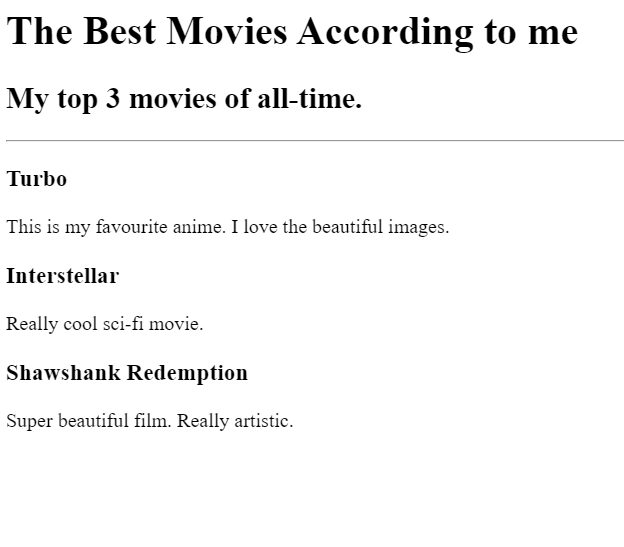 The Best Movies According to me
My top 3 movies of all-time.
Turbo
This is my favourite anime. I love the beautiful images.
Interstellar
Really cool sci-fi movie.
Shawshank Redemption
Super beautiful film. Really artistic.